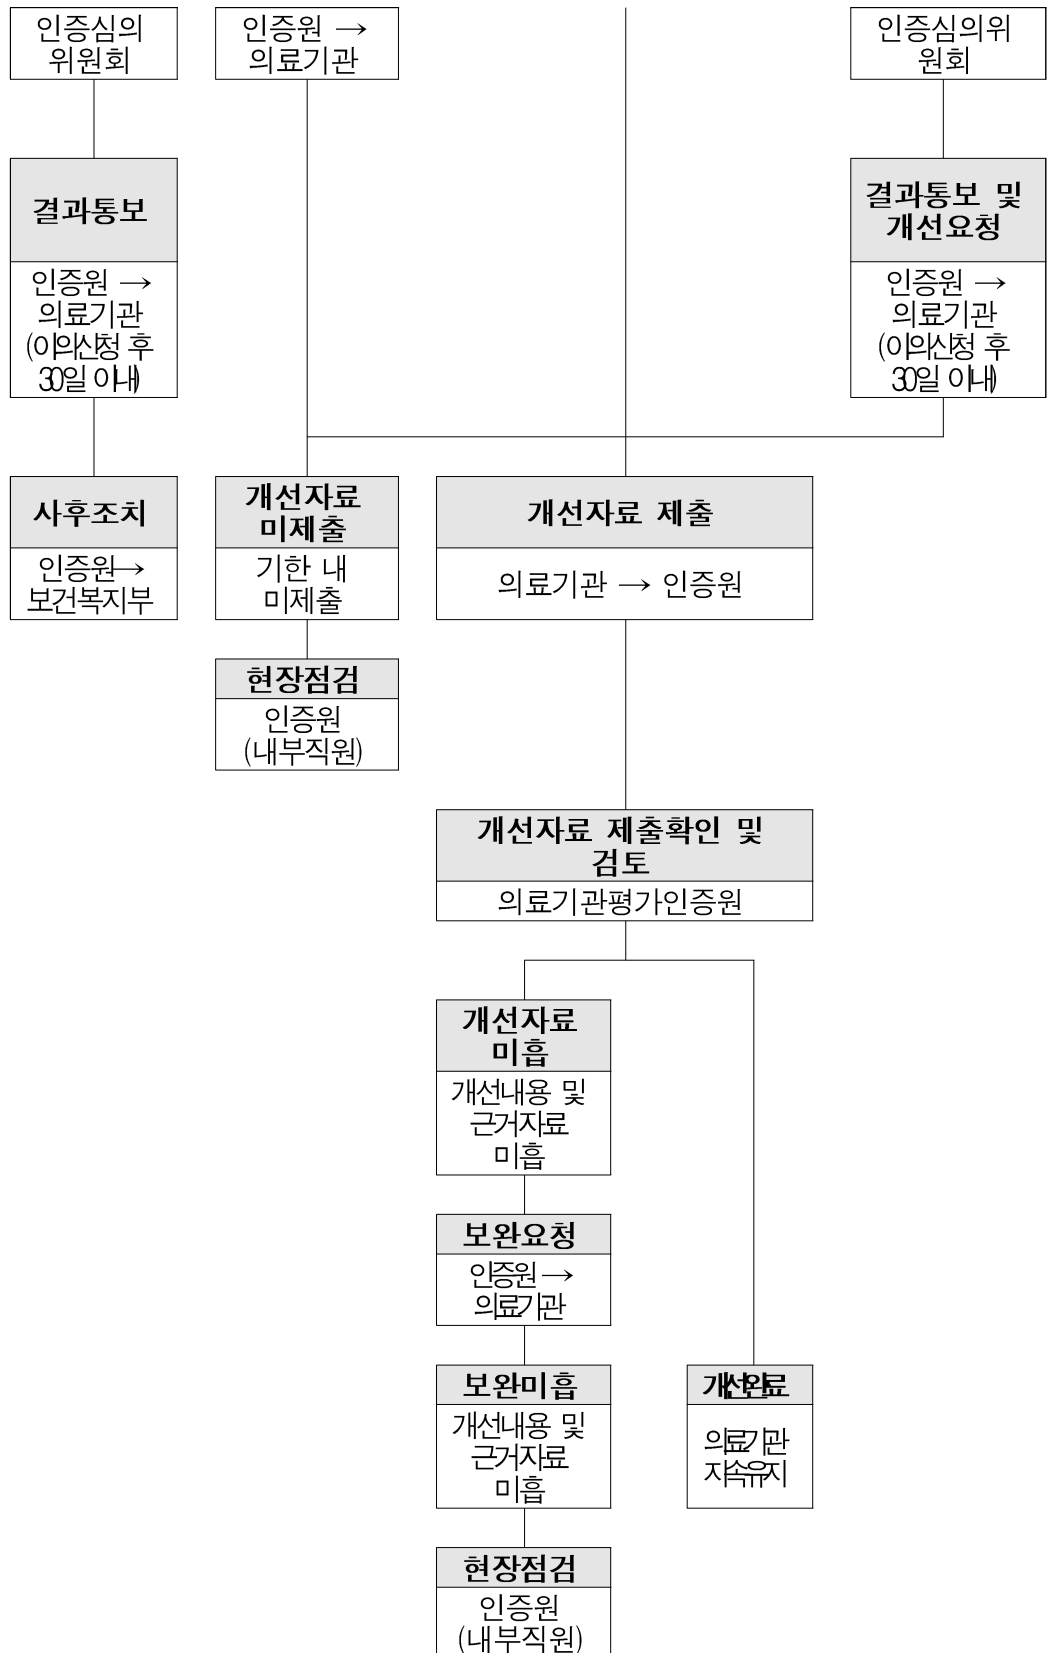 인증심의
위원회
인증원 →
의료기관
인증심의위
원회
결과통보
인증원 →
의료기관
(이의신청 후
30일 이내)
결과통보 및
개선요청
인증원 →
의료기관
(이의신청 후
30일 이내)
사후조치
인증원→
보건복지부
개선자료
미제출
기한 내
미제출
개선자료 제출
의료기관 → 인증원
현장점검
인증원
(내부직원)
개선자료 제출확인 및
검토
의료기관평가인증원
개선자료
미흡
개선내용 및
근거자료
미흡
보완요청
인증원→
의료기관
보완미흡
개선내용 및
근거자료
미흡
개선완료
의료기관
지속유지
현장점검
인증원
(내부직원)